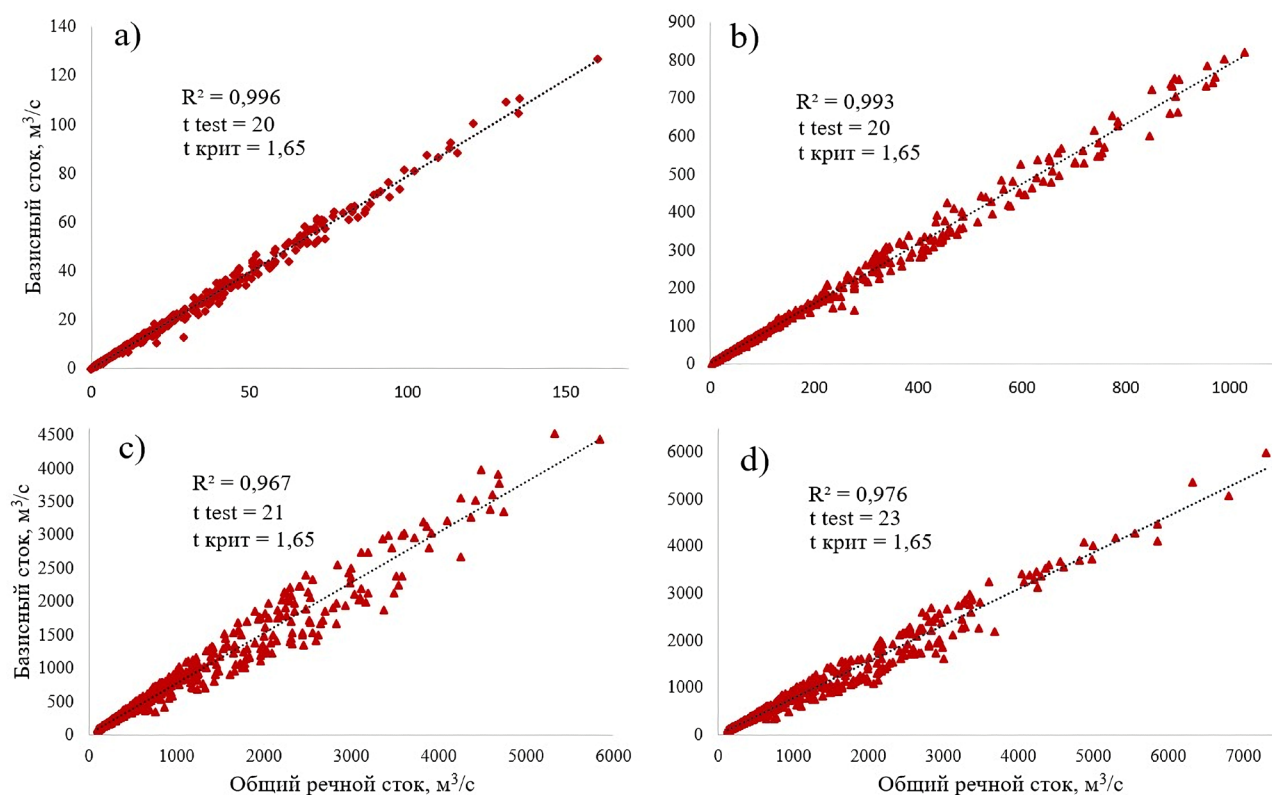 a)
R² = 0,996
t test = 20
t крит = 1,65
Базисный сток, м³/с
140
120
100
80
60
40
20
0
0 50 100 150
b)
R² = 0,993
t test = 20
t крит = 1,65
900
800
700
600
500
400
300
200
100
0
0 200 400 600 800 1000
c)
R² = 0,967
t test = 21
t крит = 1,65
Базисный сток, м³/с
4500
4000
3500
3000
2500
2000
1500
1000
500
0
0 1000 2000 3000 4000 5000 6000
Общий речной сток, м³/с
d)
R² = 0,976
t test = 23
t крит = 1,65
6000
5000
4000
3000
2000
1000
0
0 1000 2000 3000 4000 5000 6000 7000
Общий речной сток, м³/с